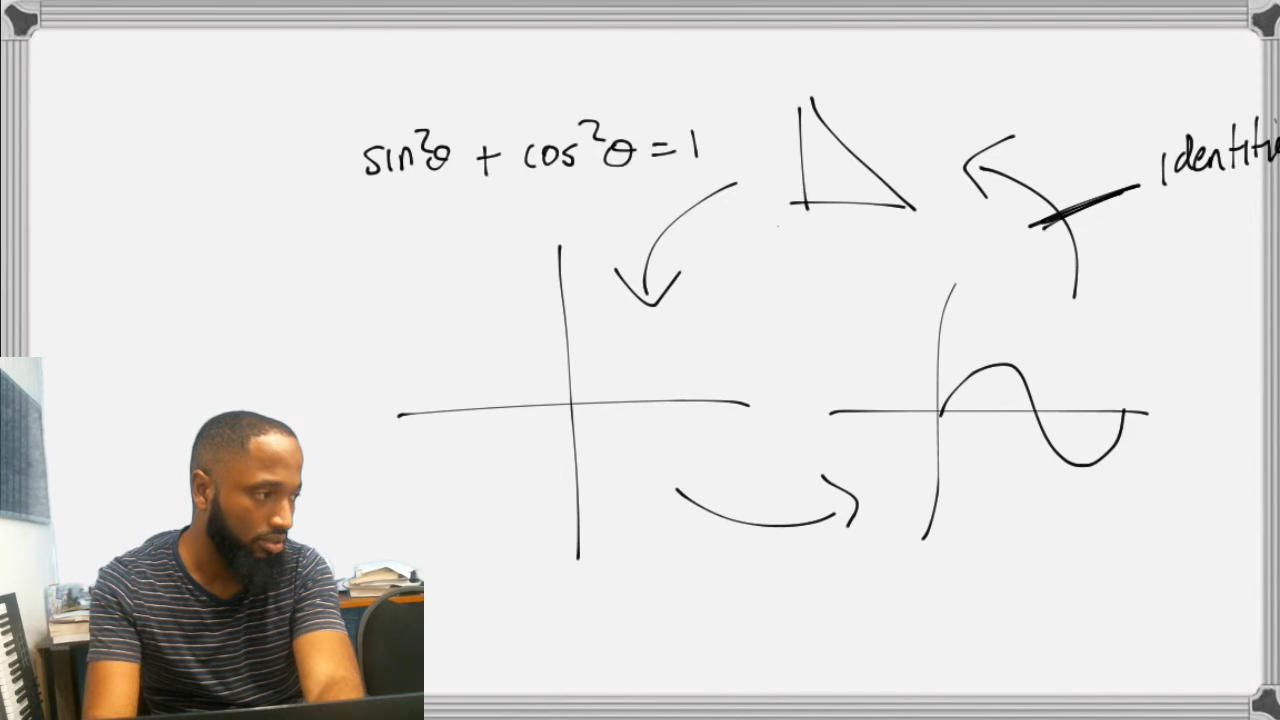 sin²θ + cos²θ = 1
identiti